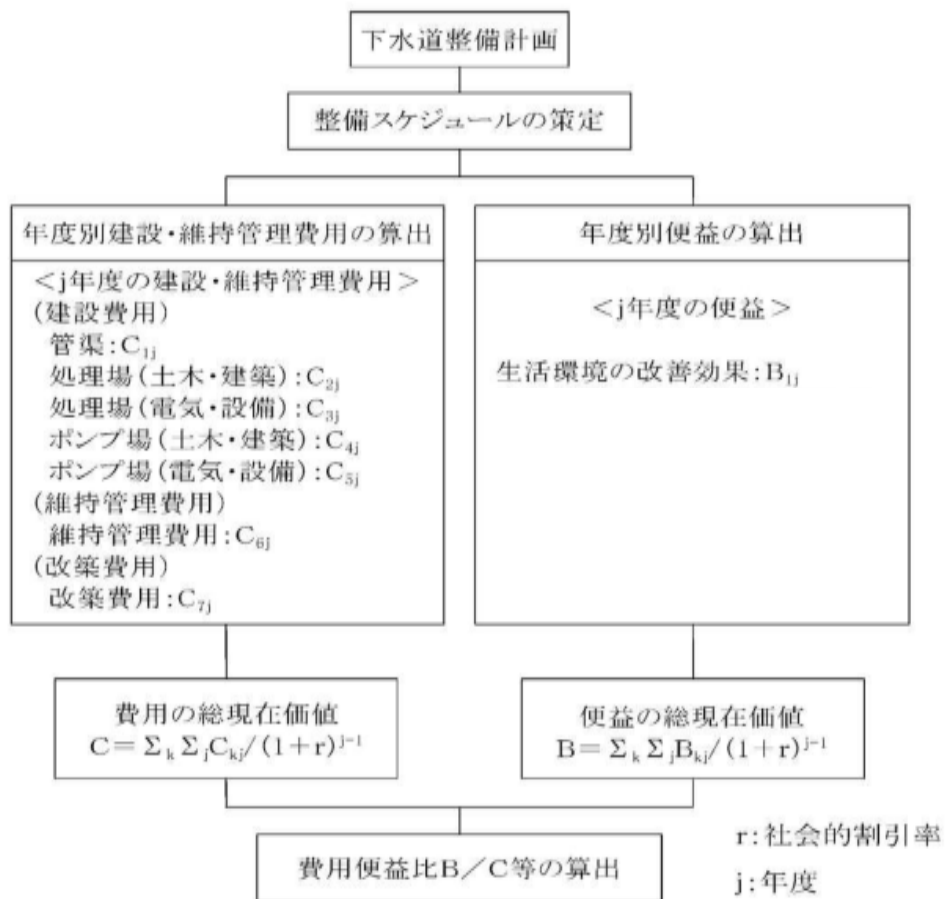 下水道整備計画
整備スケジュールの策定
年度別建設・維持管理費用の算出
<j年度の建設・維持管理費用>
(建設費用)
管渠:C₁ⱼ
処理場(土木・建築):C₂ⱼ
処理場(電気・設備):C₃ⱼ
ポンプ場(土木・建築):C₄ⱼ
ポンプ場(電気・設備):C₅ⱼ
(維持管理費用)
維持管理費用:C₆ⱼ
(改築費用)
改築費用:C₇ⱼ
年度別便益の算出
<j年度の便益>
生活環境の改善効果:B₁ⱼ
費用の総現在価値
C=ΣₖΣⱼCₖⱼ/(1+r)ʲ⁻¹
便益の総現在価値
B=ΣₖΣⱼBₖⱼ/(1+r)ʲ⁻¹
費用便益比B/C等の算出
r:社会的割引率
j:年度